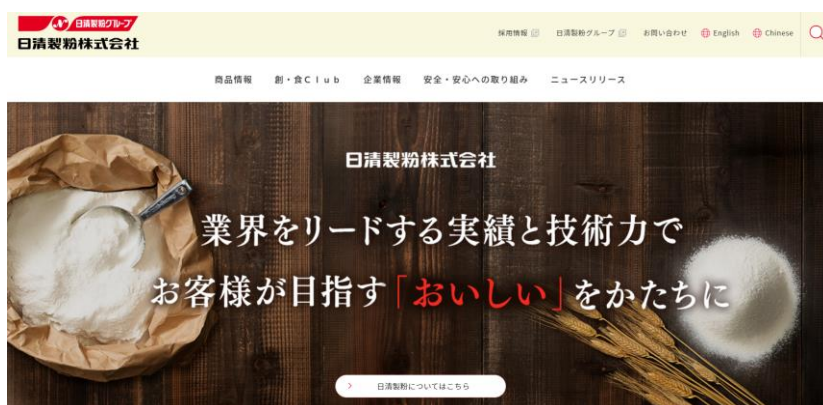 日清製粉グループ
日清製粉株式会社
採用情報 日清製粉グループ お問い合わせ English Chinese
商品情報 創・食Club 企業情報 安全・安心への取り組み ニュースリリース
日清製粉株式会社
業界をリードする実績と技術力で
お客様が目指す「おいしい」をかたちに
日清製粉についてはこちら